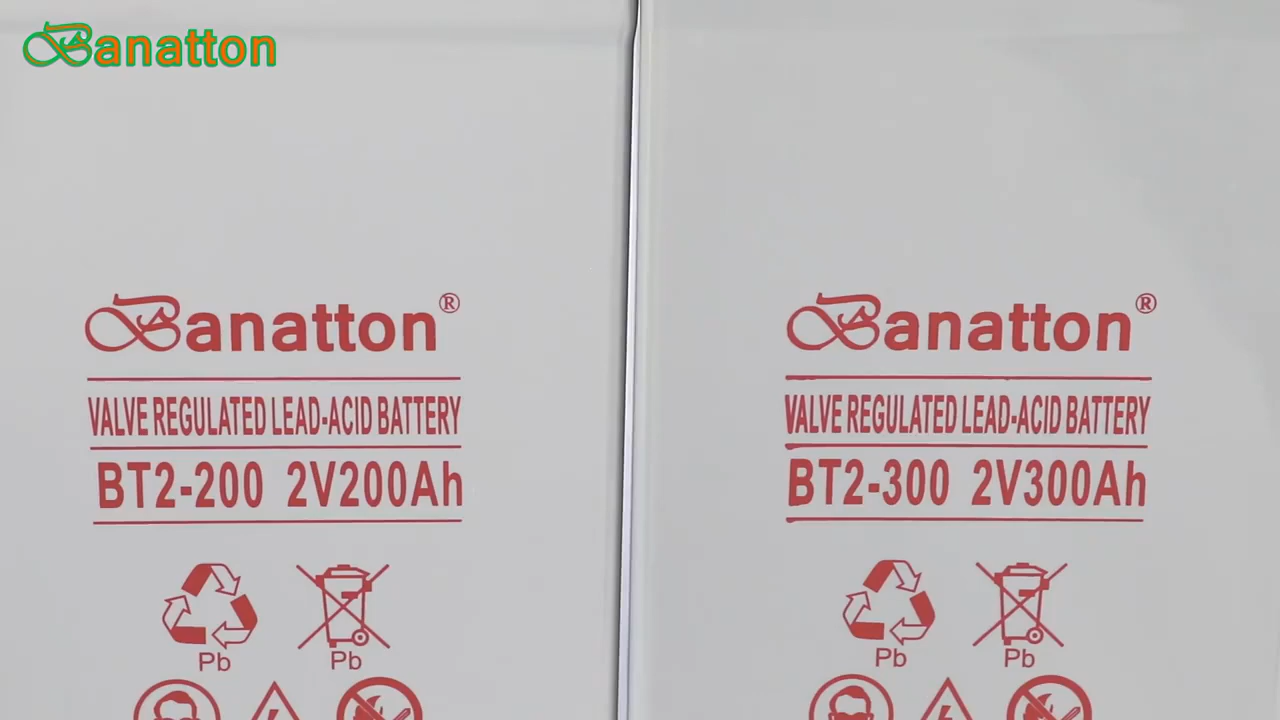 Banatton
Banatton®
VALVE REGULATED LEAD-ACID BATTERY
BT2-200 2V200Ah
Pb Pb
Banatton®
VALVE REGULATED LEAD-ACID BATTERY
BT2-300 2V300Ah
Pb Pb